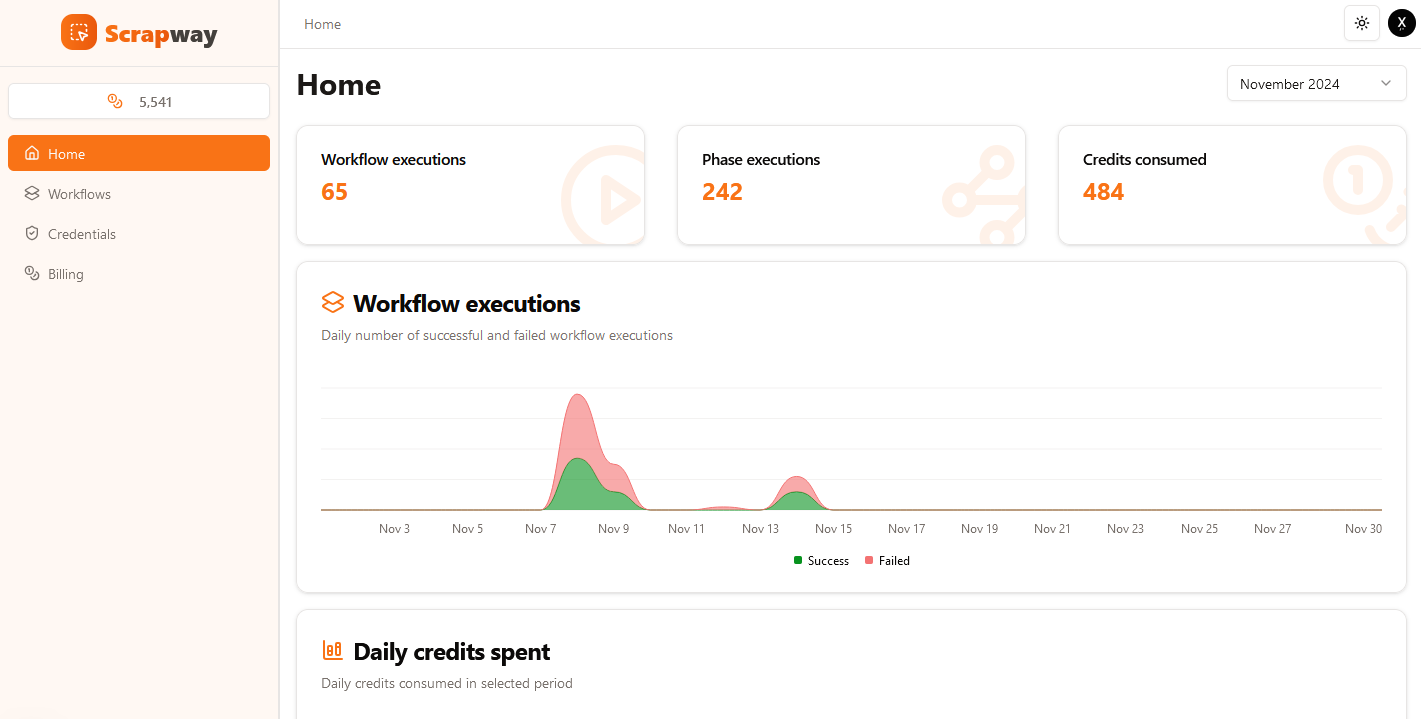 Scrapway
Home
X
5,541
Home
Workflows
Credentials
Billing
Home
November 2024
Workflow executions
65
Phase executions
242
Credits consumed
484
1
Workflow executions
Daily number of successful and failed workflow executions
Nov 3 Nov 5 Nov 7 Nov 9 Nov 11 Nov 13 Nov 15 Nov 17 Nov 19 Nov 21 Nov 23 Nov 25 Nov 27 Nov 30
Success Failed
Daily credits spent
Daily credits consumed in selected period